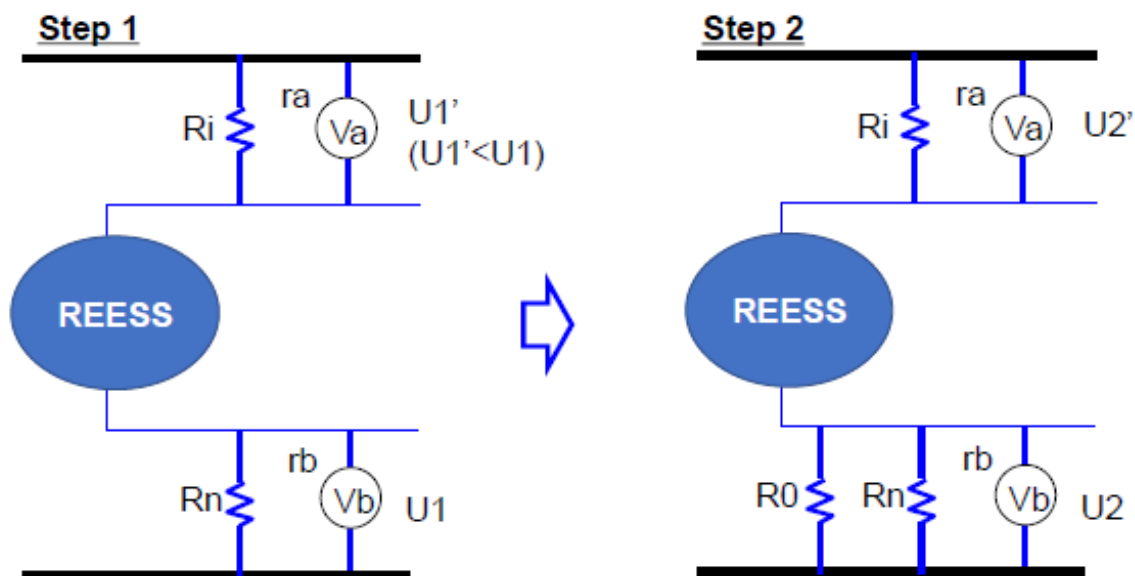 Step 1
ra
Va
U1’
(U1’<U1)
Ri
REESS
rb
Rn
Vb
U1
Step 2
ra
Va
U2’
Ri
REESS
rb
R0
Rn
Vb
U2